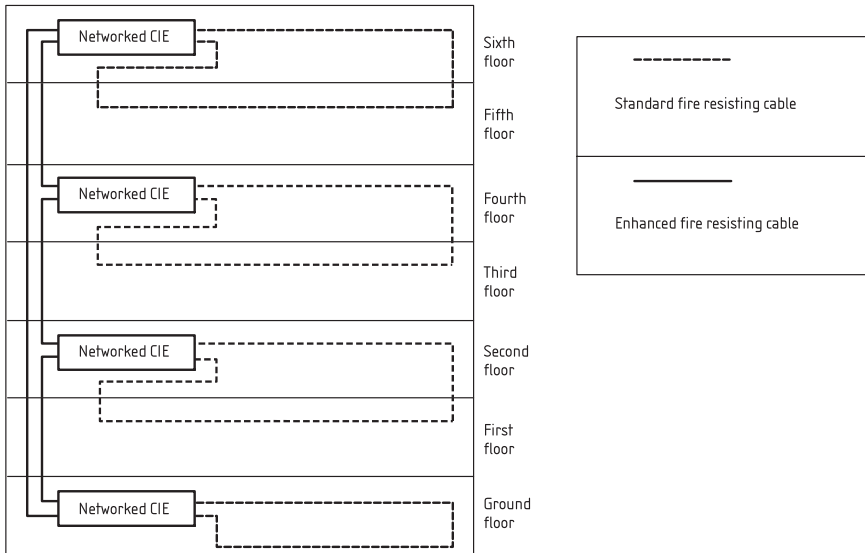 Networked CIE
Sixth
floor
Standard fire resisting cable
Fifth
floor
Networked CIE
Fourth
floor
Enhanced fire resisting cable
Third
floor
Networked CIE
Second
floor
First
floor
Networked CIE
Ground
floor